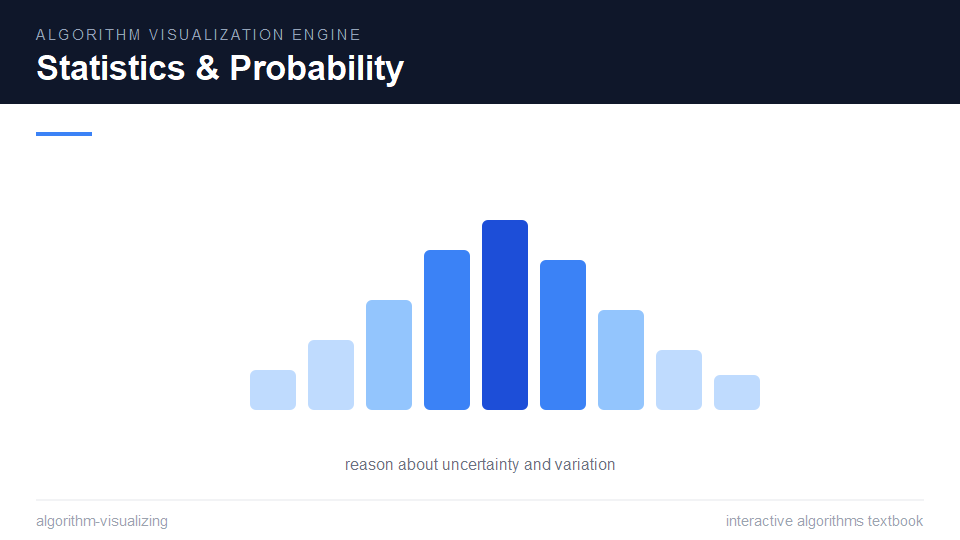 ALGORITHM VISUALIZATION ENGINE
Statistics & Probability
reason about uncertainty and variation
algorithm-visualizing
interactive algorithms textbook